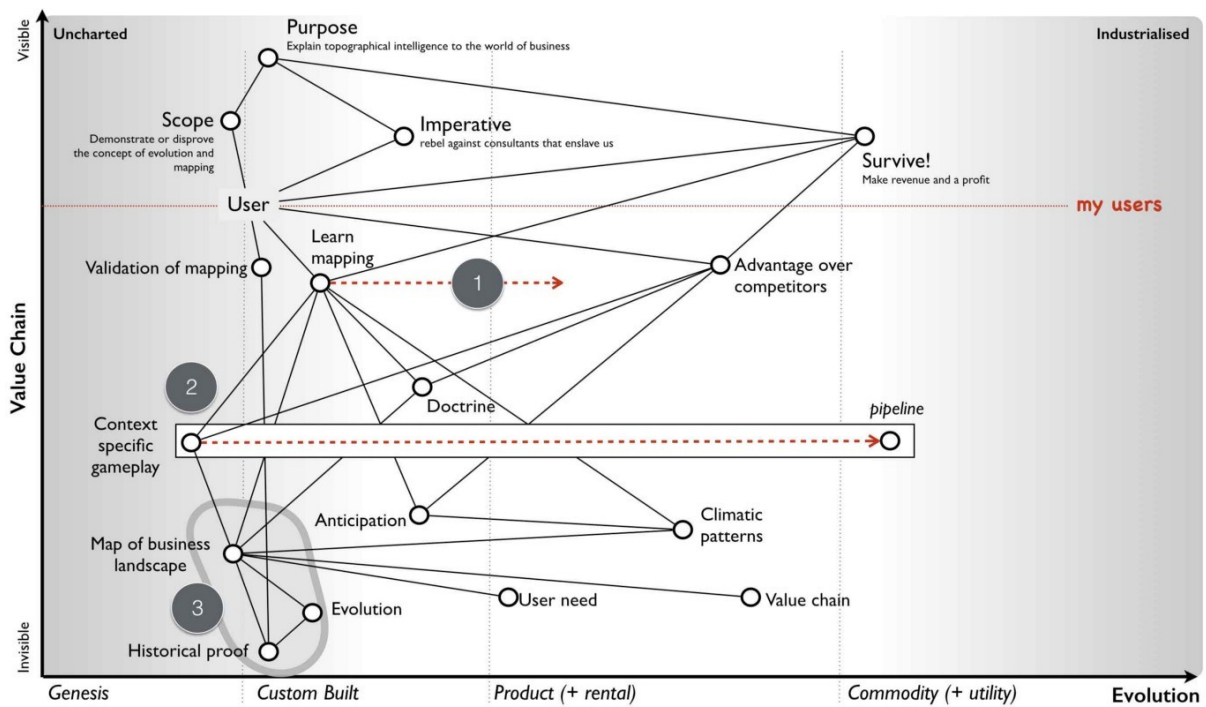 Visible
Uncharted
Purpose
Explain topographical intelligence to the world of business
Industrialised
Scope
Demonstrate or disprove
the concept of evolution and
mapping
Imperative
rebel against consultants that enslave us
Survive!
Make revenue and a profit
User
my users
Learn
mapping
Validation of mapping
1
Advantage over
competitors
Value Chain
2
Doctrine
pipeline
Context
specific
gameplay
Anticipation
Climatic
patterns
Map of business
landscape
3
Evolution
User need
Value chain
Historical proof
Invisible
Genesis
Custom Built
Product (+ rental)
Commodity (+ utility)
Evolution